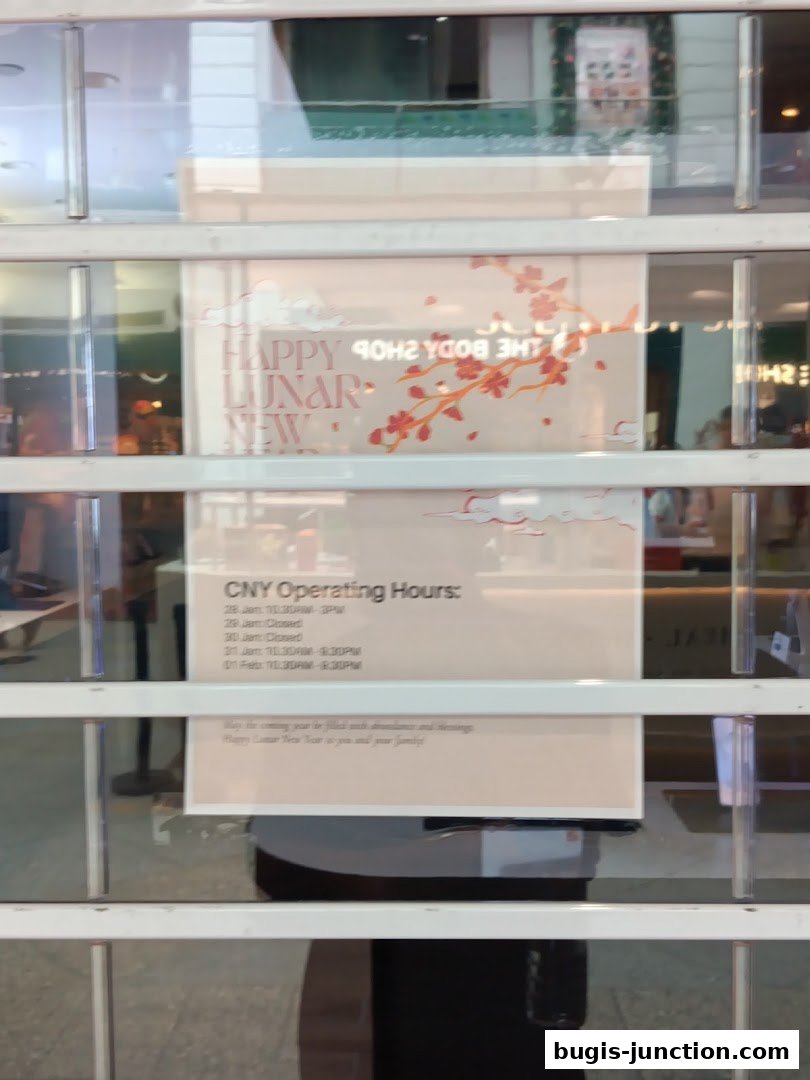 HAPPY
LUNAR
NEW
YEAR
THE BODY SHOP
CNY Operating Hours:
28 Jan: 10.30AM - 3PM
29 Jan: Closed
30 Jan: Closed
31 Jan: 10.30AM - 9.30PM
01 Feb: 10.30AM - 9.30PM
May the coming year be filled with abundance and blessings.
Happy Lunar New Year to you and your family!
bugis-junction.com